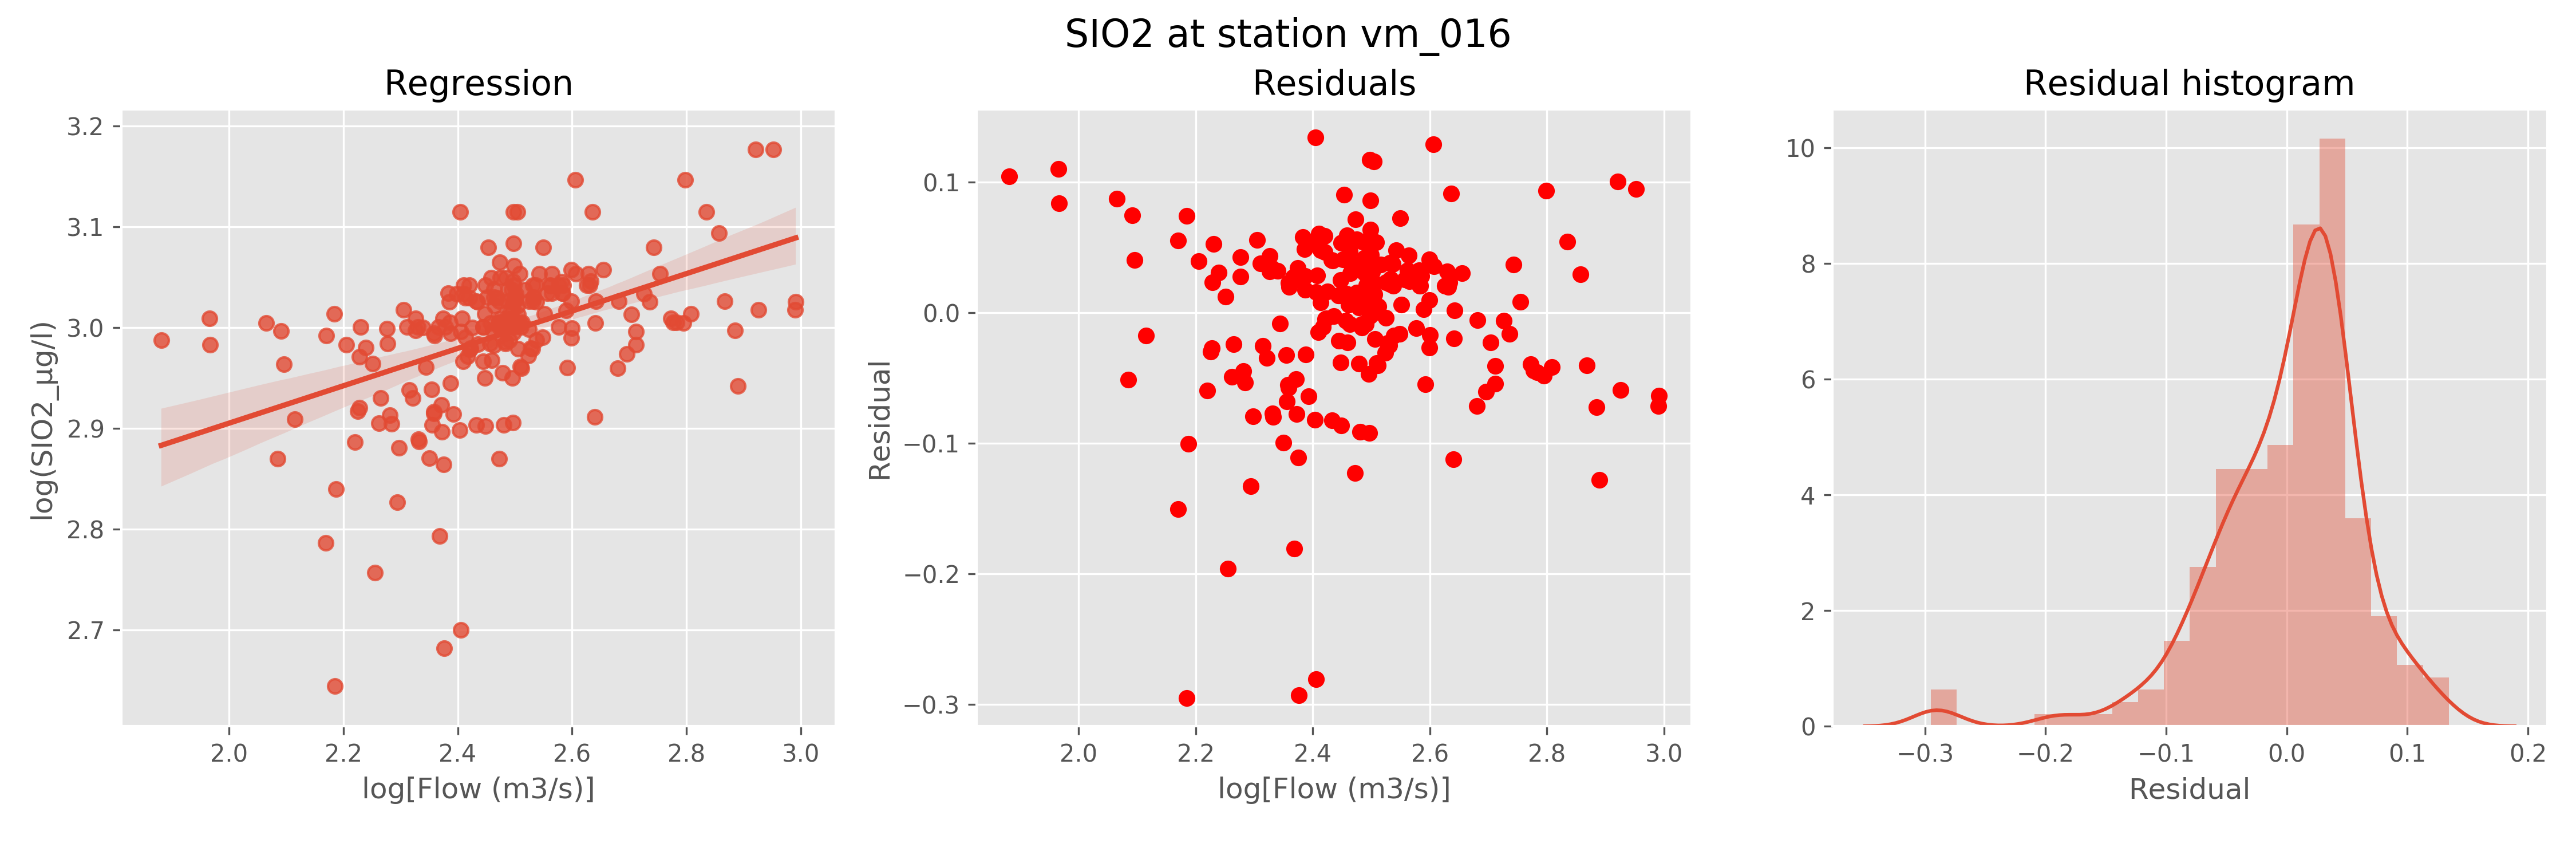 SIO2 at station vm_016
Regression
3.2
3.1
3.0
2.9
2.8
2.7
log(SIO2_µg/l)
2.0 2.2 2.4 2.6 2.8 3.0
log[Flow (m3/s)]
Residuals
0.1
0.0
−0.1
−0.2
−0.3
Residual
2.0 2.2 2.4 2.6 2.8 3.0
log[Flow (m3/s)]
Residual histogram
10
8
6
4
2
0
−0.3 −0.2 −0.1 0.0 0.1 0.2
Residual